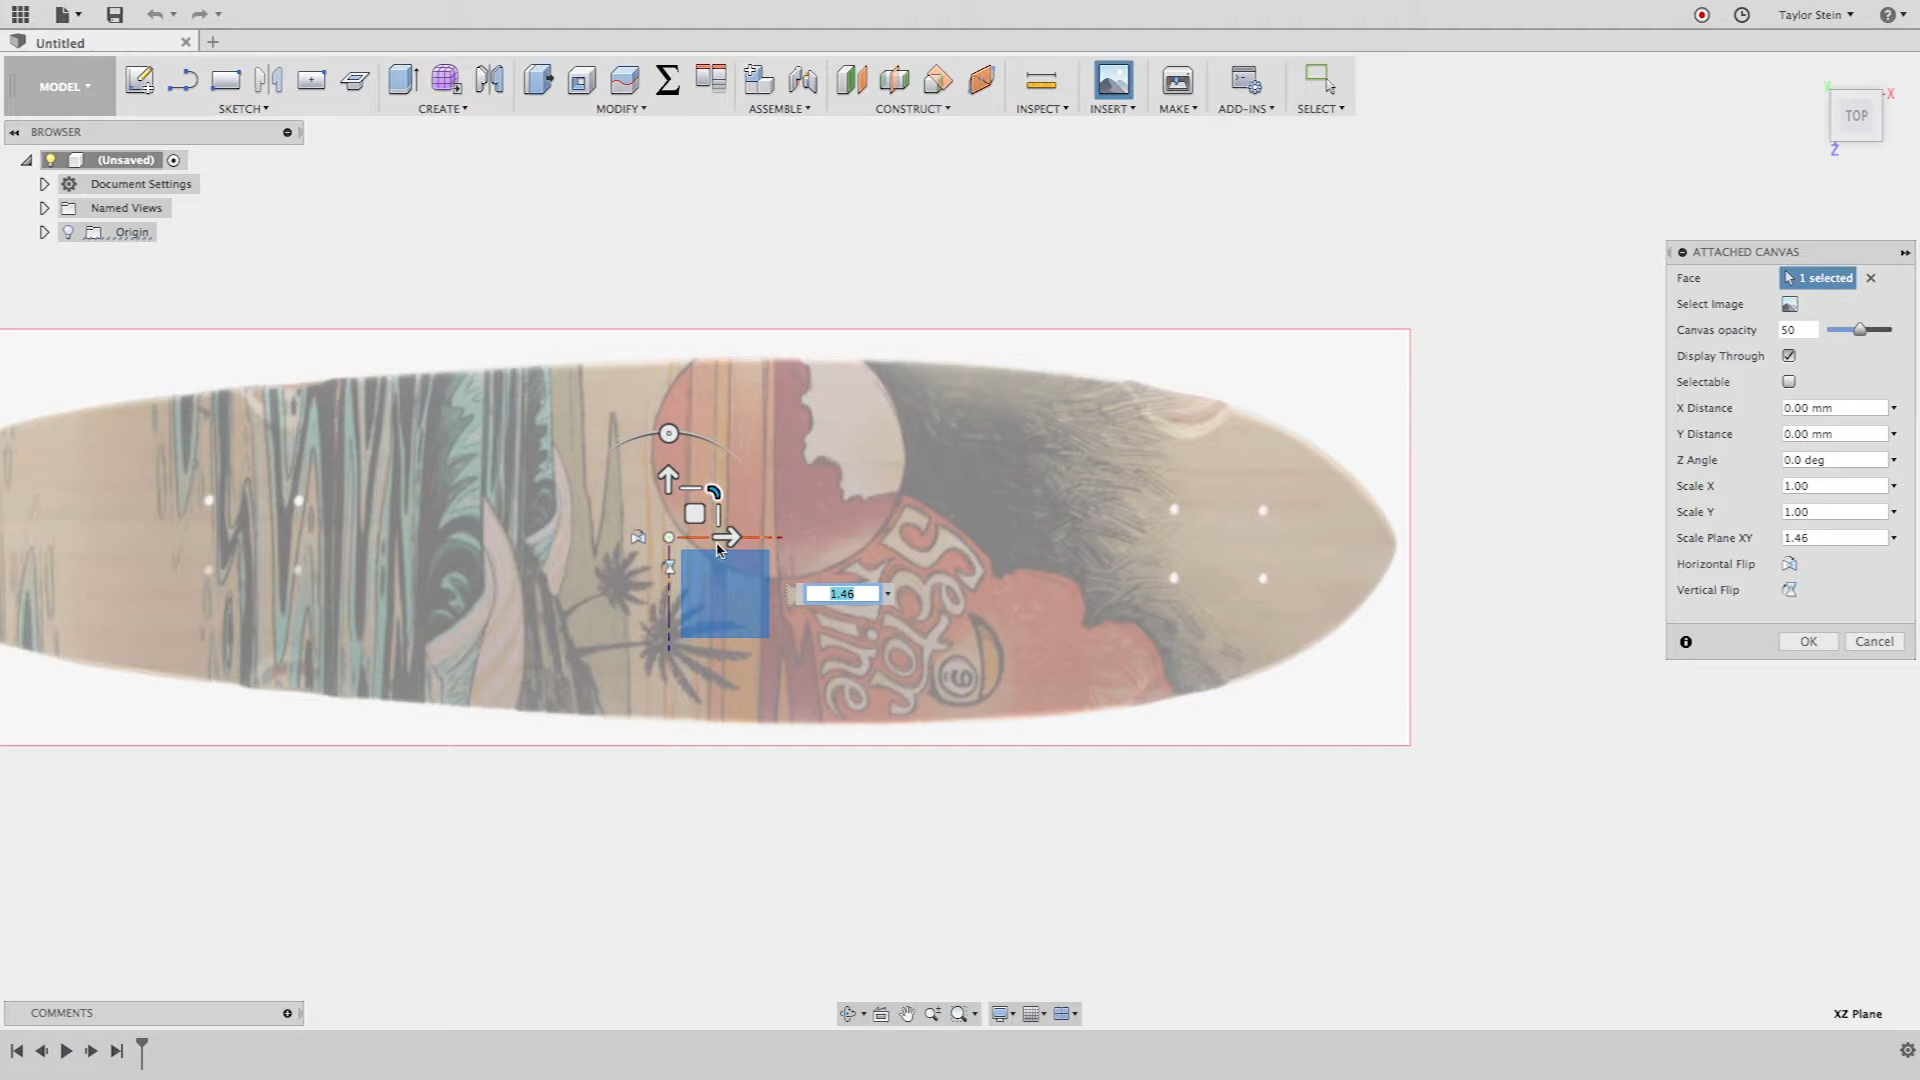 Taylor Stein
Untitled
MODEL
SKETCH
CREATE
MODIFY
ASSEMBLE
CONSTRUCT
INSPECT
INSERT
MAKE
ADD-INS
SELECT
X
TOP
Z
BROWSER
(Unsaved)
Document Settings
Named Views
Origin
ATTACHED CANVAS
Face 1 selected
Select Image
Canvas opacity 50
Display Through
Selectable
X Distance 0.00 mm
Y Distance 0.00 mm
Z Angle 0.0 deg
Scale X 1.00
Scale Y 1.00
Scale Plane XY 1.46
Horizontal Flip
Vertical Flip
OK Cancel
1.46
Sector
Nine
9
COMMENTS
XZ Plane